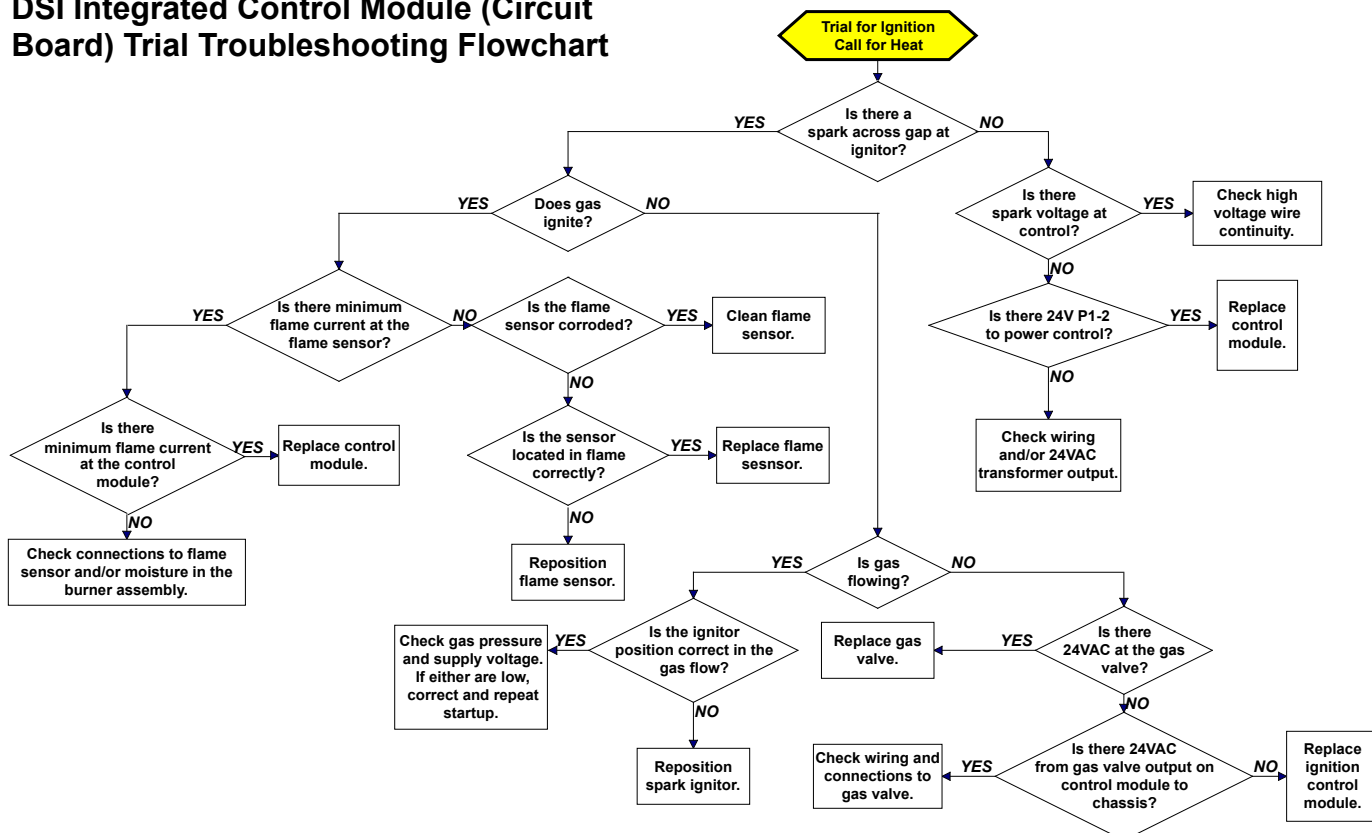 DSI Integrated Control Module (Circuit
Board) Trial Troubleshooting Flowchart
Trial for Ignition
Call for Heat
Is there a
spark across gap at
ignitor?
YES
NO
Does gas
ignite?
YES
NO
Is there
spark voltage at
control?
YES
Check high
voltage wire
continuity.
NO
Is there minimum
flame current at the
flame sensor?
YES
NO
Is the flame
sensor corroded?
YES
Clean flame
sensor.
Is there 24V P1-2
to power control?
YES
Replace
control
module.
NO
NO
Is there
minimum flame current
at the control
module?
YES
Replace control
module.
Is the sensor
located in flame
correctly?
YES
Replace flame
sesnsor.
Check wiring
and/or 24VAC
transformer output.
NO
NO
Check connections to flame
sensor and/or moisture in the
burner assembly.
Reposition
flame sensor.
Is gas
flowing?
YES
NO
Check gas pressure
and supply voltage.
If either are low,
correct and repeat
startup.
YES
Is the ignitor
position correct in the
gas flow?
Replace gas
valve.
YES
Is there
24VAC at the gas
valve?
NO
NO
Reposition
spark ignitor.
Check wiring and
connections to
gas valve.
YES
Is there 24VAC
from gas valve output on
control module to
chassis?
NO
Replace
ignition
control
module.